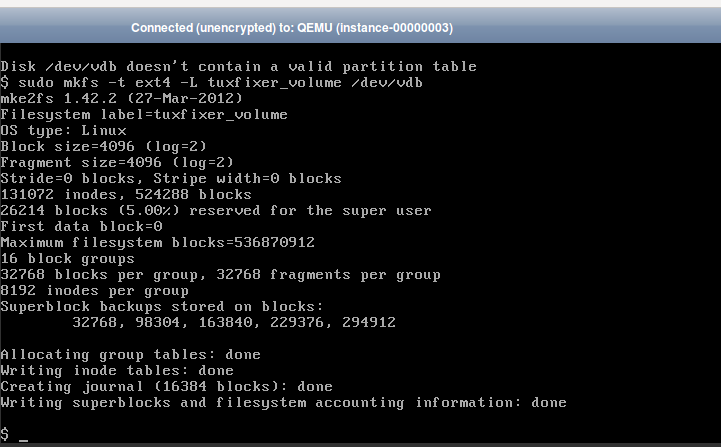 Connected (unencrypted) to: QEMU (instance-00000003)
Disk /dev/vdb doesn't contain a valid partition table
$ sudo mkfs -t ext4 -L tuxfixer_volume /dev/vdb
mke2fs 1.42.2 (27-Mar-2012)
Filesystem label=tuxfixer_volume
OS type: Linux
Block size=4096 (log=2)
Fragment size=4096 (log=2)
Stride=0 blocks, Stripe width=0 blocks
131072 inodes, 524288 blocks
26214 blocks (5.00%) reserved for the super user
First data block=0
Maximum filesystem blocks=536870912
16 block groups
32768 blocks per group, 32768 fragments per group
8192 inodes per group
Superblock backups stored on blocks:
        32768, 98304, 163840, 229376, 294912
Allocating group tables: done
Writing inode tables: done
Creating journal (16384 blocks): done
Writing superblocks and filesystem accounting information: done
$ _